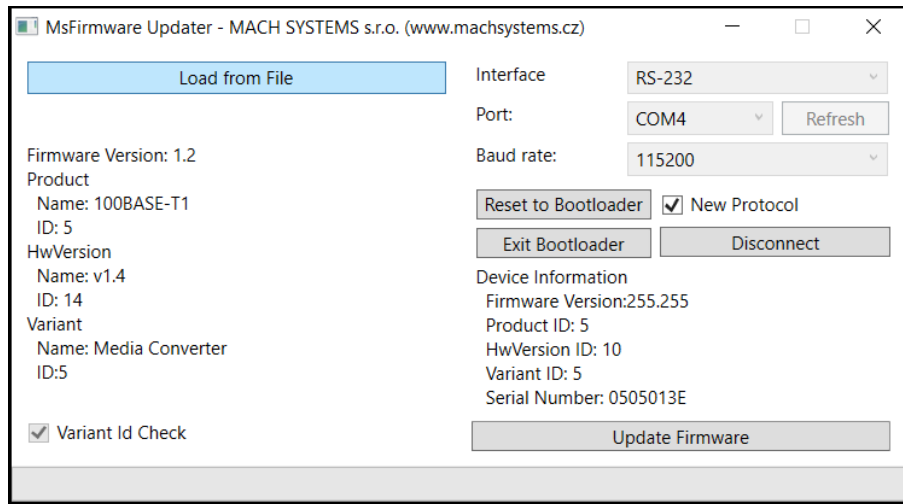 MsFirmware Updater - MACH SYSTEMS s.r.o. (www.machsystems.cz)
Load from File
Firmware Version: 1.2
Product
Name: 100BASE-T1
ID: 5
HwVersion
Name: v1.4
ID: 14
Variant
Name: Media Converter
ID:5
Variant Id Check
Interface
RS-232
Port:
COM4
Refresh
Baud rate:
115200
Reset to Bootloader
New Protocol
Exit Bootloader
Disconnect
Device Information
Firmware Version:255.255
Product ID: 5
HwVersion ID: 10
Variant ID: 5
Serial Number: 0505013E
Update Firmware